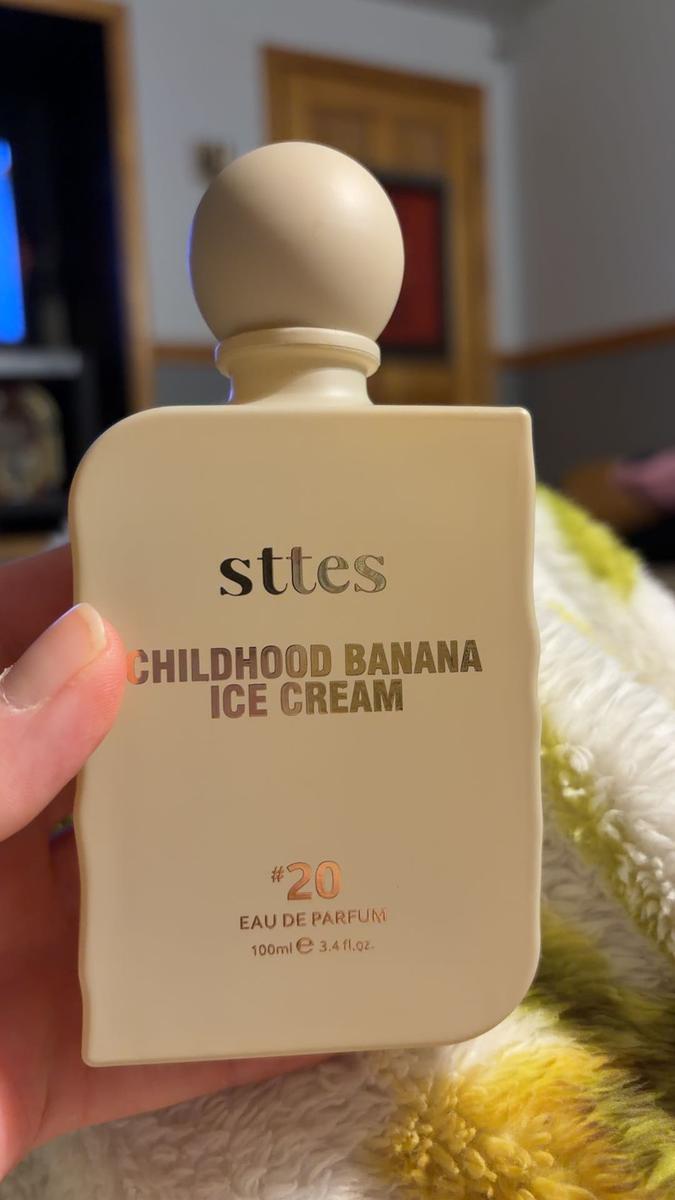 sttes
CHILDHOOD BANANA
ICE CREAM
#20
EAU DE PARFUM
100ml ℮ 3.4 fl.oz.